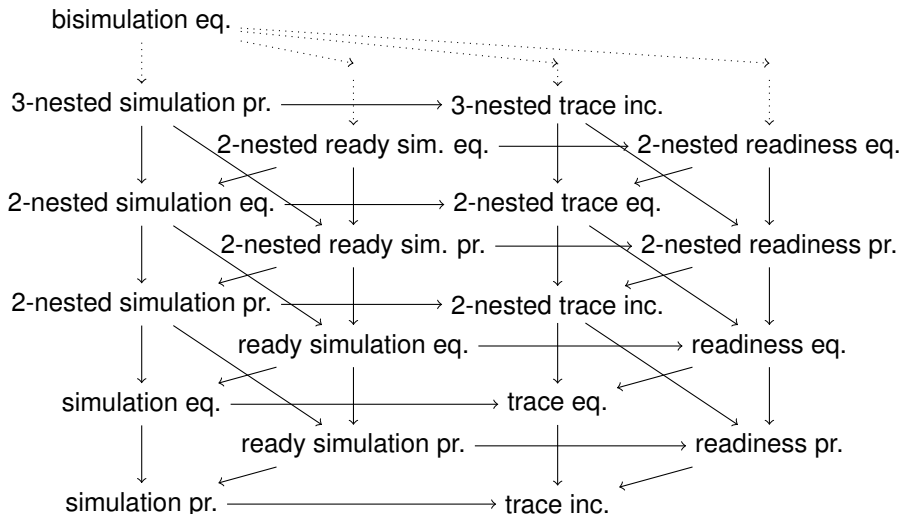 bisimulation eq.
3-nested simulation pr.
3-nested trace inc.
2-nested ready sim. eq.
2-nested readiness eq.
2-nested simulation eq.
2-nested trace eq.
2-nested ready sim. pr.
2-nested readiness pr.
2-nested simulation pr.
2-nested trace inc.
ready simulation eq.
readiness eq.
simulation eq.
trace eq.
ready simulation pr.
readiness pr.
simulation pr.
trace inc.